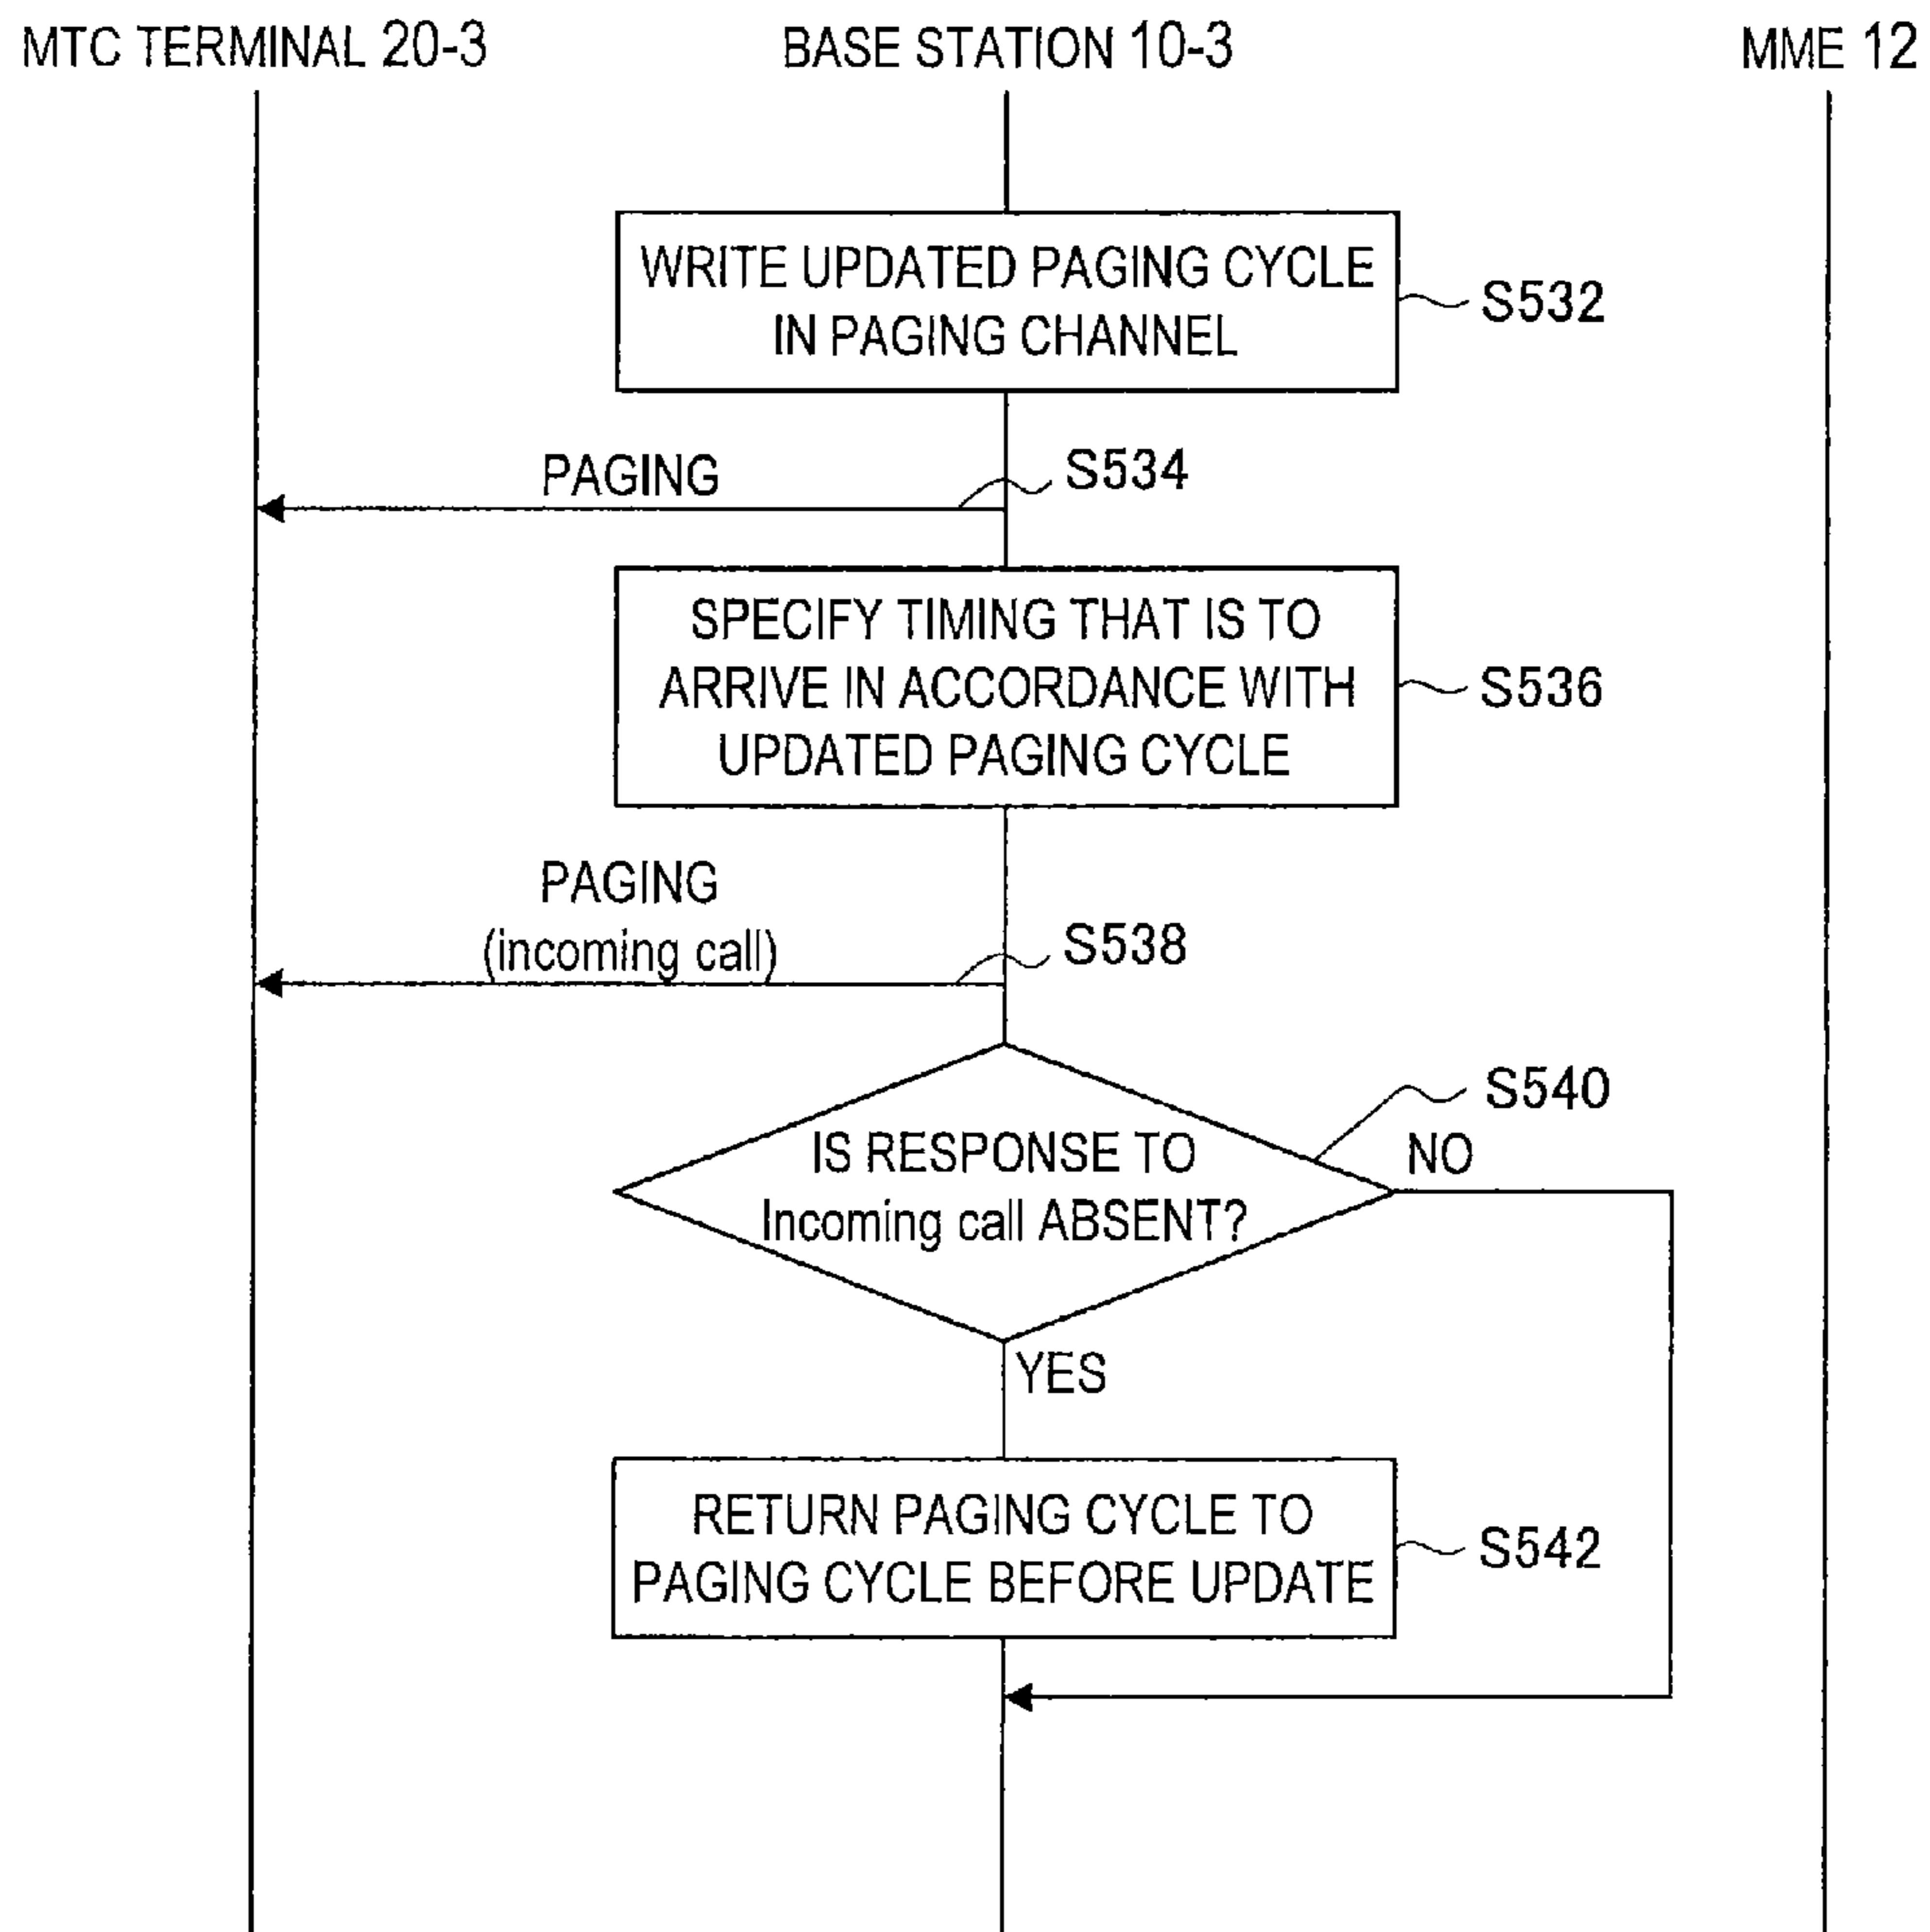 MTC TERMINAL 20-3
BASE STATION 10-3
MME 12
WRITE UPDATED PAGING CYCLE
IN PAGING CHANNEL
S532
PAGING
S534
SPECIFY TIMING THAT IS TO
ARRIVE IN ACCORDANCE WITH
UPDATED PAGING CYCLE
S536
PAGING
(incoming call)
S538
IS RESPONSE TO
Incoming call ABSENT?
S540
NO
YES
RETURN PAGING CYCLE TO
PAGING CYCLE BEFORE UPDATE
S542